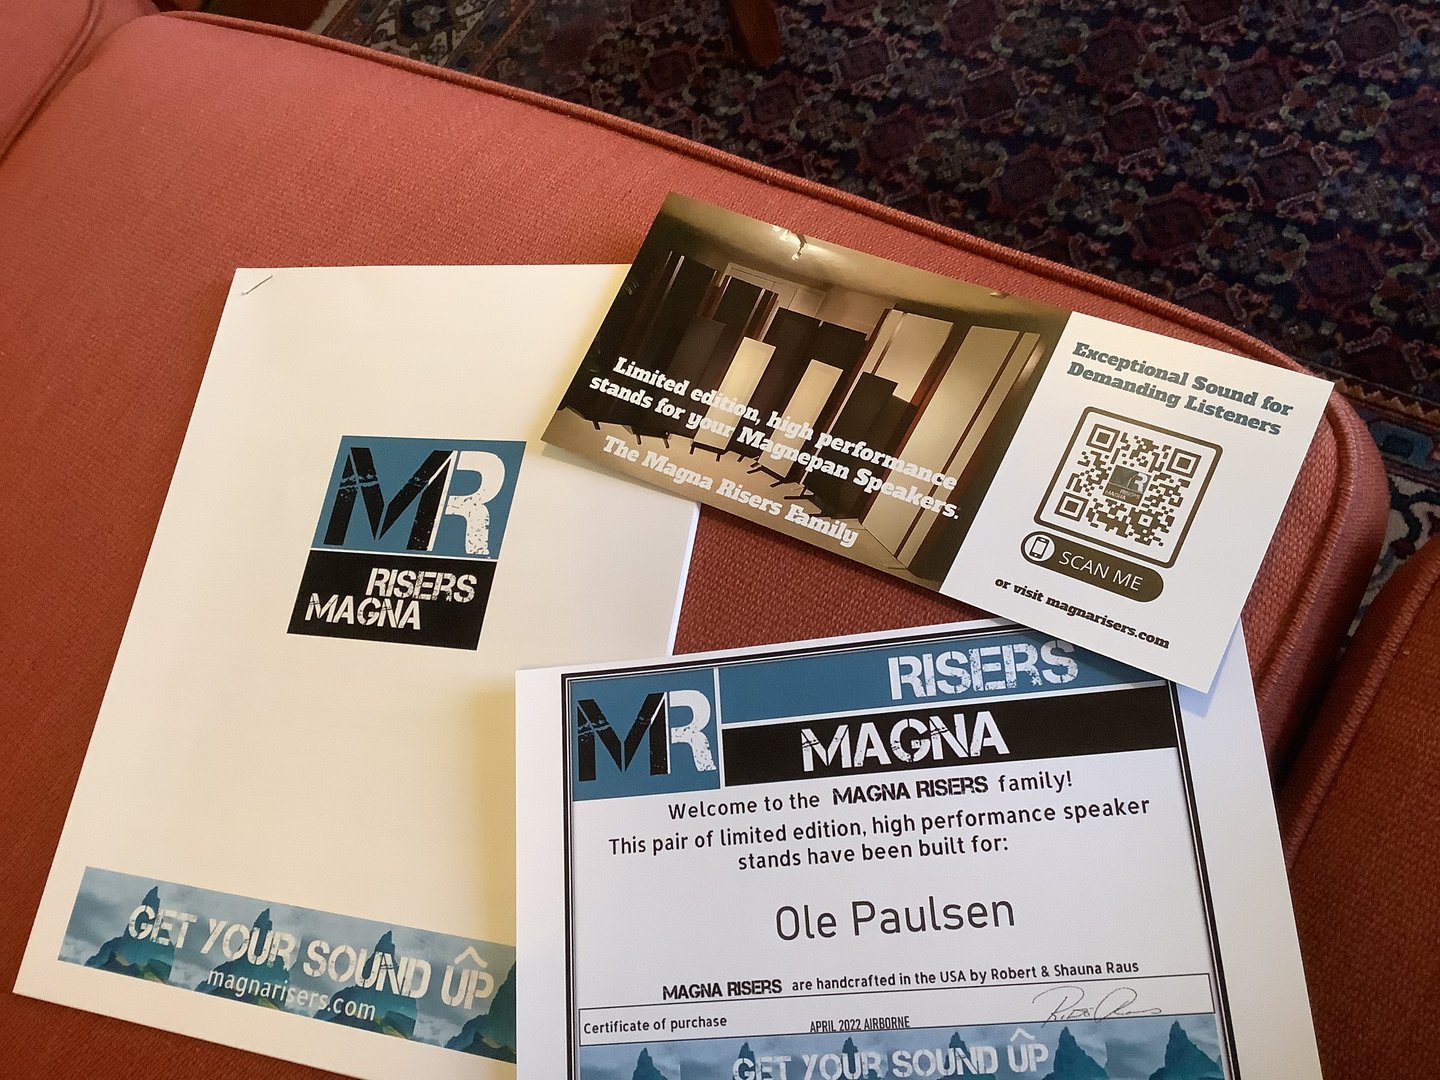 MR
RISERS
MAGNA
GET YOUR SOUND UP
magnarisers.com
Limited edition, high performance
stands for your Magnepan Speakers.
The Magna Risers Family
Exceptional Sound for
Demanding Listeners
MR
RISERS
MAGNA
SCAN ME
or visit magnarisers.com
MR
RISERS
MAGNA
Welcome to the MAGNA RISERS family!
This pair of limited edition, high performance speaker
stands have been built for:
Ole Paulsen
MAGNA RISERS are handcrafted in the USA by Robert & Shauna Raus
Certificate of purchase APRIL 2022 AIRBORNE
GET YOUR SOUND UP